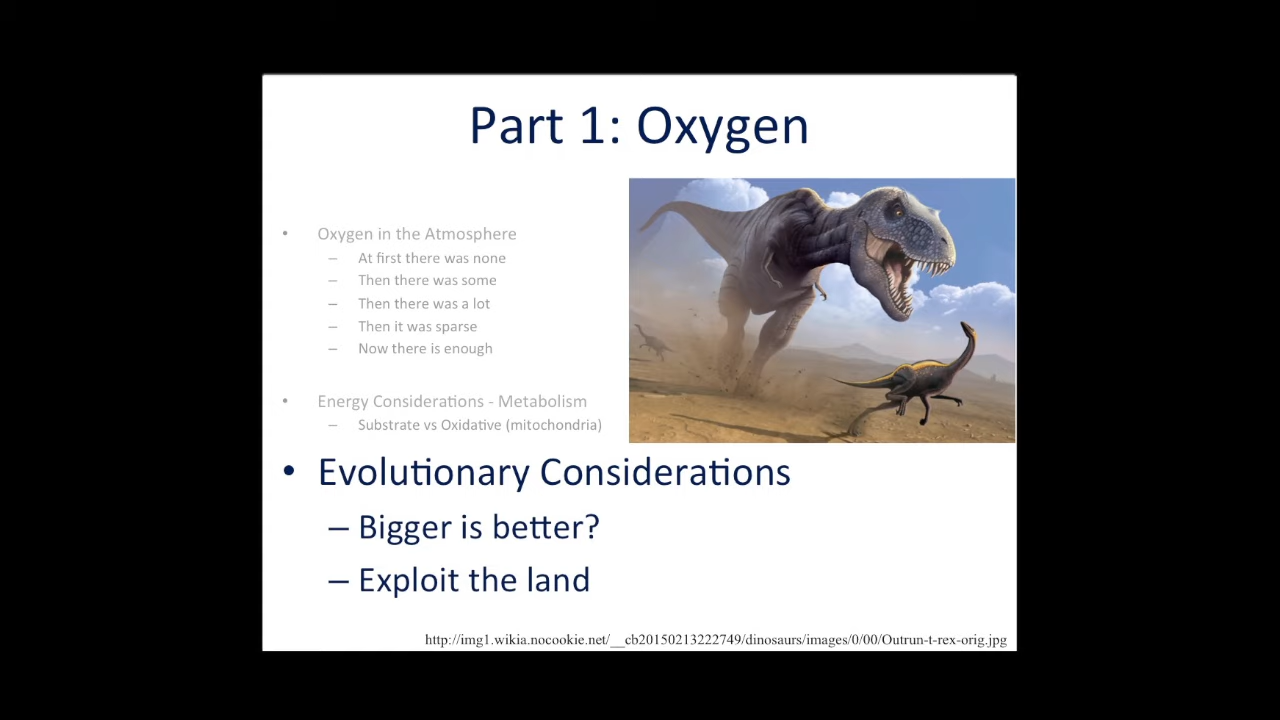 Part 1: Oxygen
• Oxygen in the Atmosphere
– At first there was none
– Then there was some
– Then there was a lot
– Then it was sparse
– Now there is enough
• Energy Considerations - Metabolism
– Substrate vs Oxidative (mitochondria)
• Evolutionary Considerations
– Bigger is better?
– Exploit the land
http://img1.wikia.nocookie.net/__cb20150213222749/dinosaurs/images/0/00/Outrun-t-rex-orig.jpg